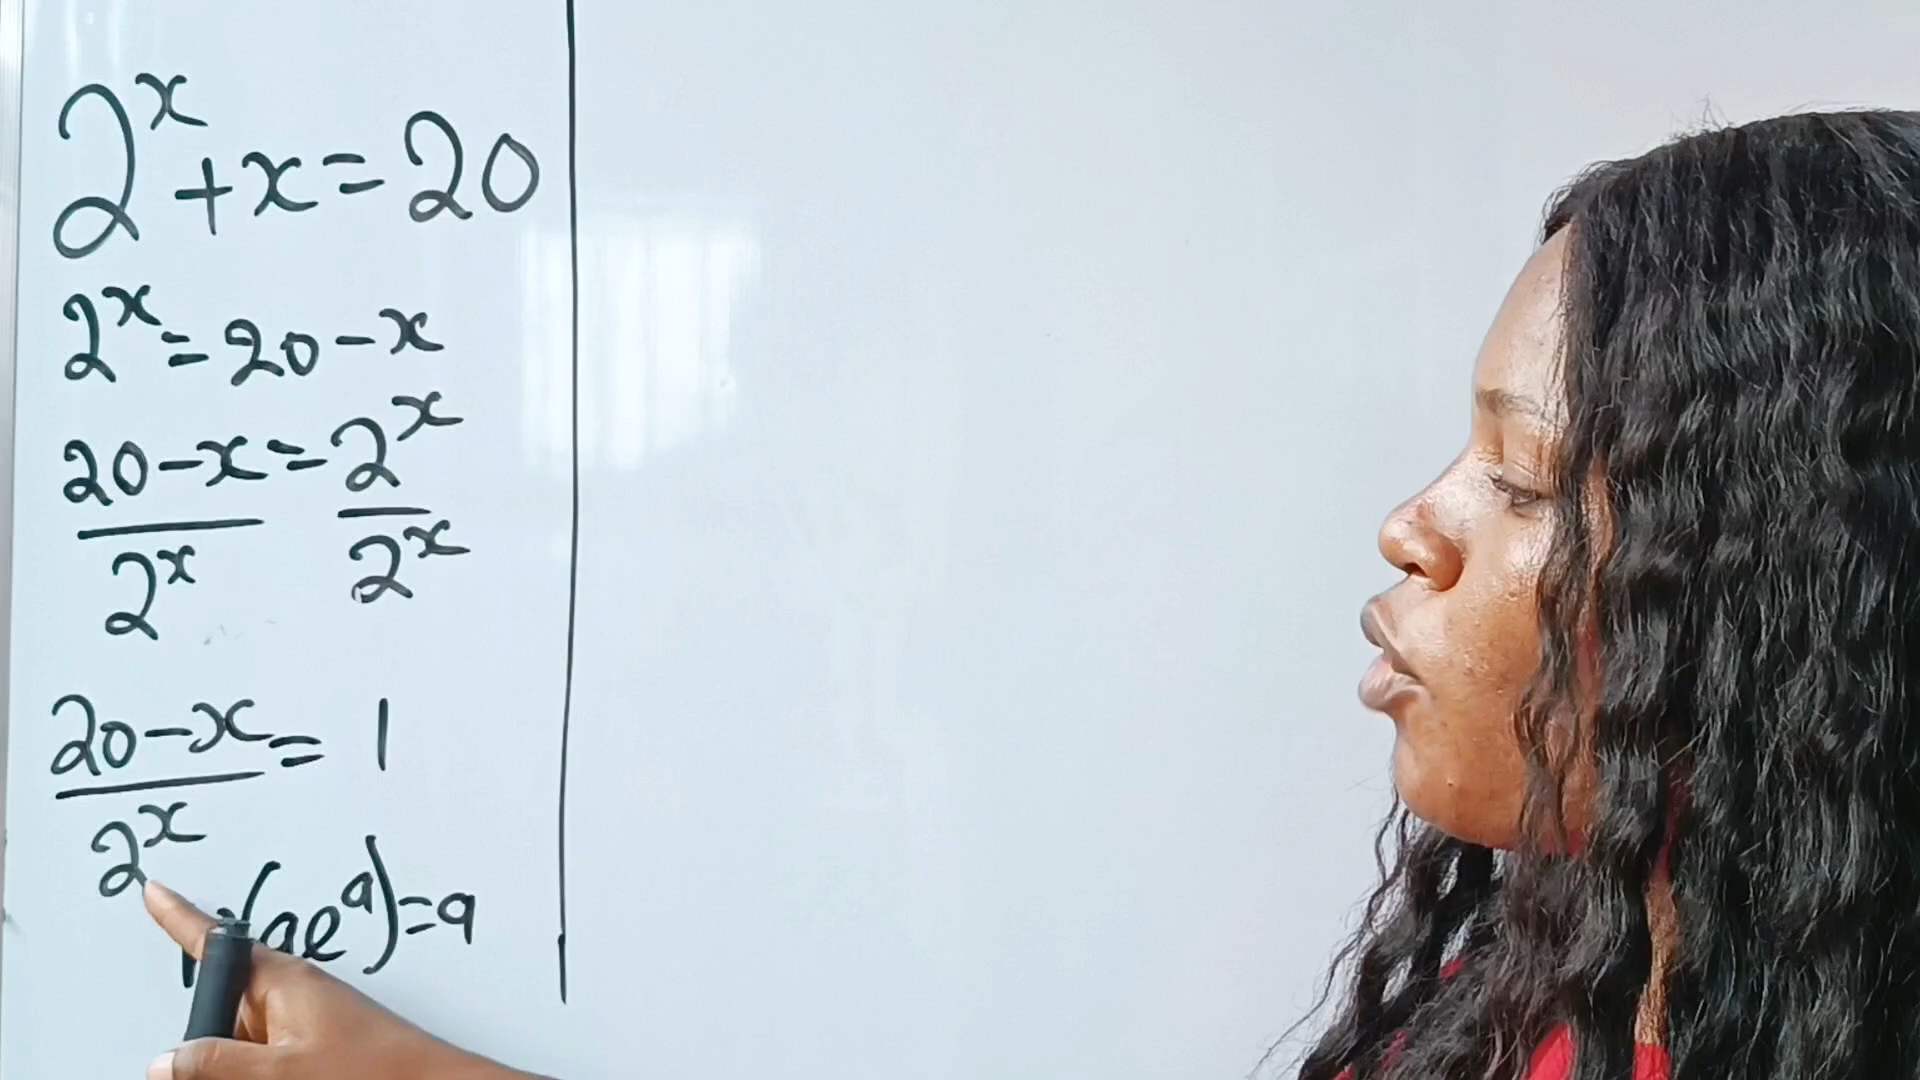 2^x + x = 20
2^x = 20 - x
20 - x = 2^x
2^x 2^x
20 - x = 1
2^x
(ae^a) = a